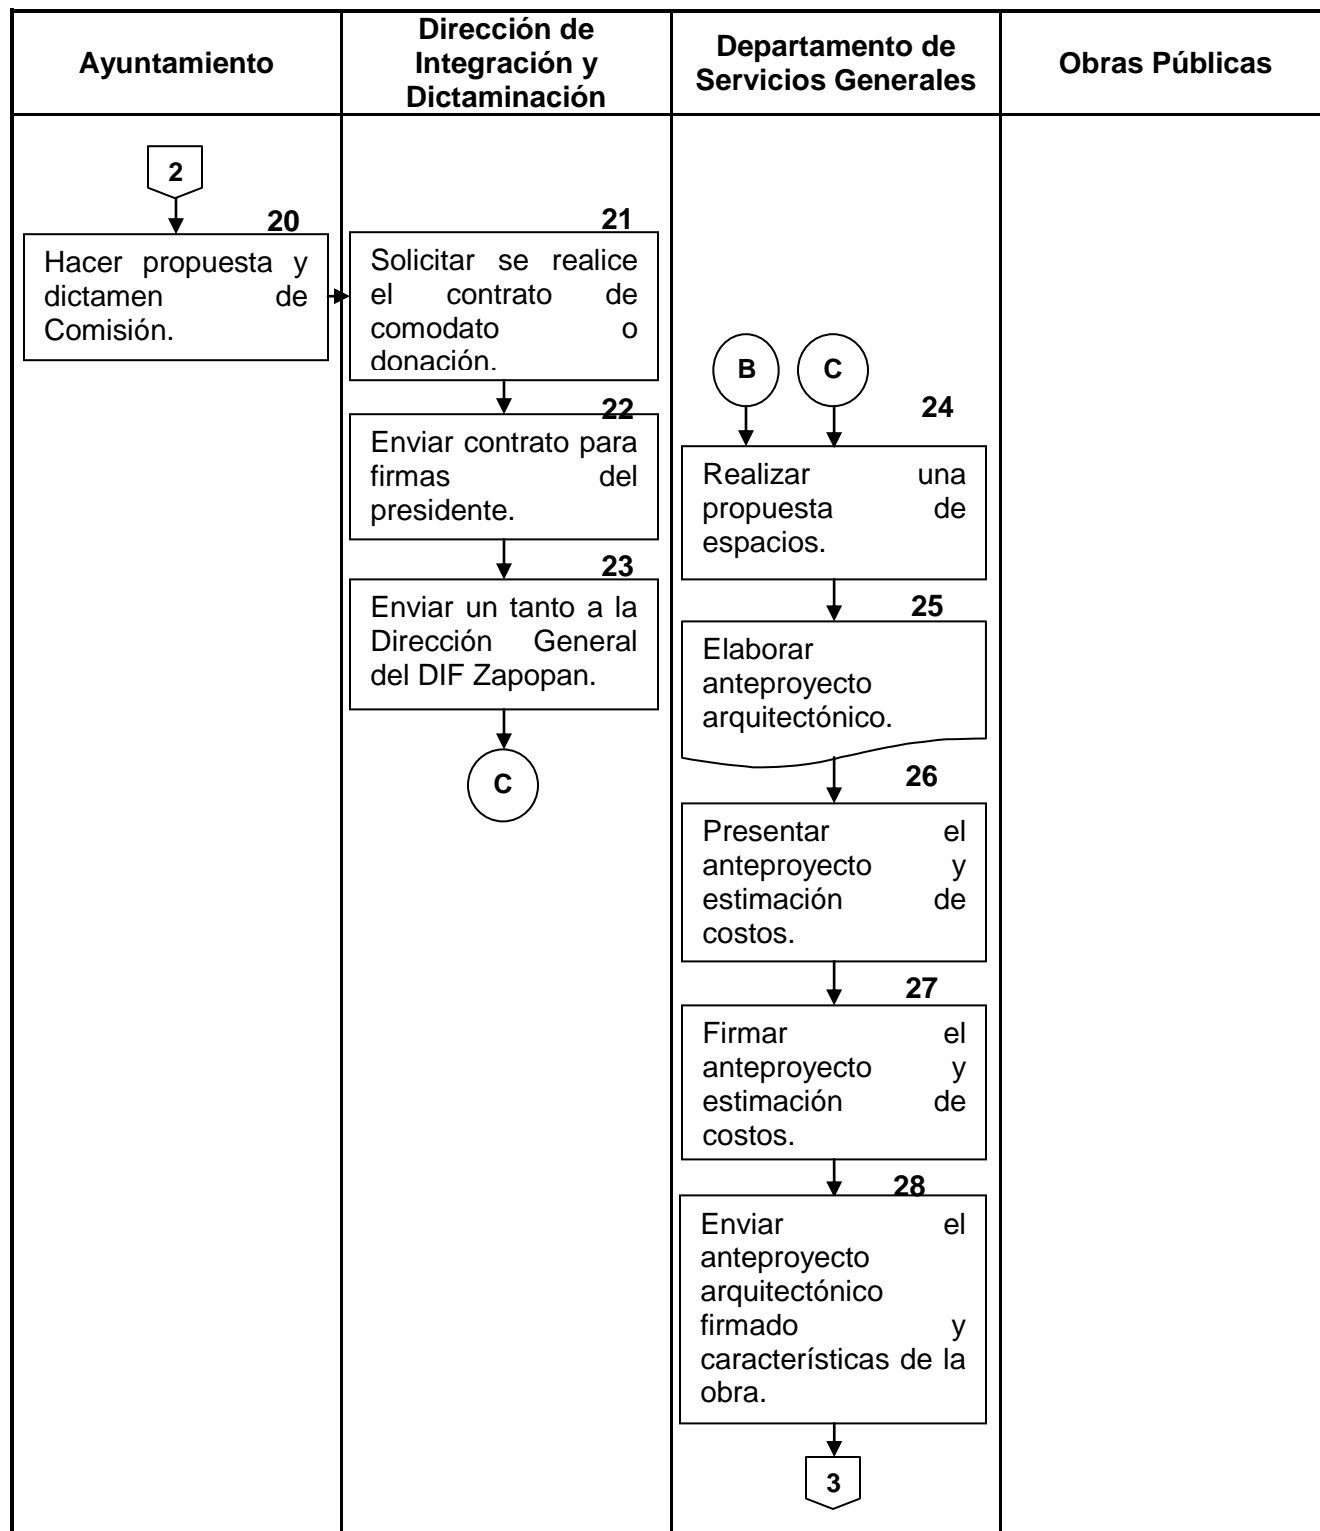 Ayuntamiento
Dirección de
Integración y
Dictaminación
Departamento de
Servicios Generales
Obras Públicas
2
20
Hacer propuesta y
dictamen de
Comisión.
21
Solicitar se realice
el contrato de
comodato o
donación.
22
Enviar contrato para
firmas del
presidente.
23
Enviar un tanto a la
Dirección General
del DIF Zapopan.
C
B
C
24
Realizar una
propuesta de
espacios.
25
Elaborar
anteproyecto
arquitectónico.
26
Presentar el
anteproyecto y
estimación de
costos.
27
Firmar el
anteproyecto y
estimación de
costos.
28
Enviar el
anteproyecto
arquitectónico
firmado y
características de la
obra.
3